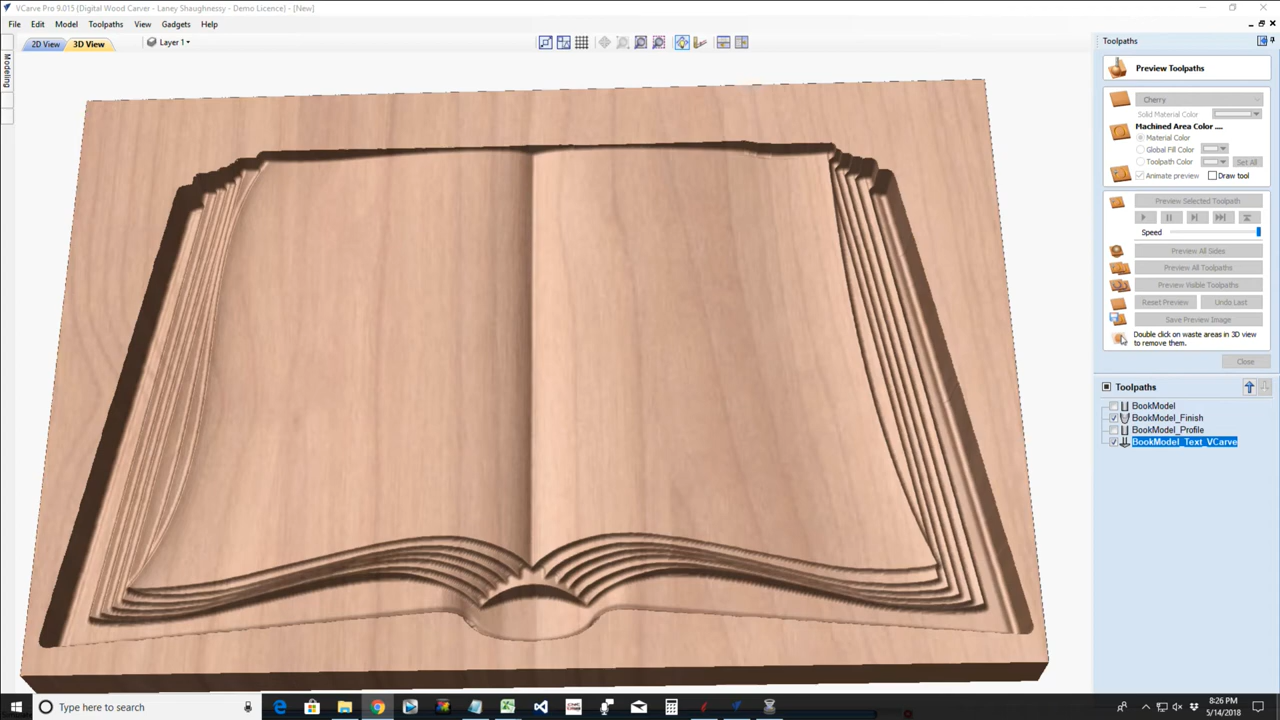 VCarve Pro 9.015 {Digital Wood Carver - Laney Shaughnessy - Demo Licence} - [New]
File Edit Model Toolpaths View Gadgets Help
2D View 3D View Layer 1
Modeling
Toolpaths
Preview Toolpaths
Cherry
Solid Material Color
Machined Area Color ....
Material Color
Global Fill Color
Toolpath Color Set All
Animate preview Draw tool
Preview Selected Toolpath
Speed
Preview All Sides
Preview All Toolpaths
Preview Visible Toolpaths
Reset Preview Undo Last
Save Preview Image
Double click on waste areas in 3D view
to remove them.
Close
Toolpaths
BookModel
BookModel_Finish
BookModel_Profile
BookModel_Text_VCarve
Type here to search
8:26 PM
5/14/2018